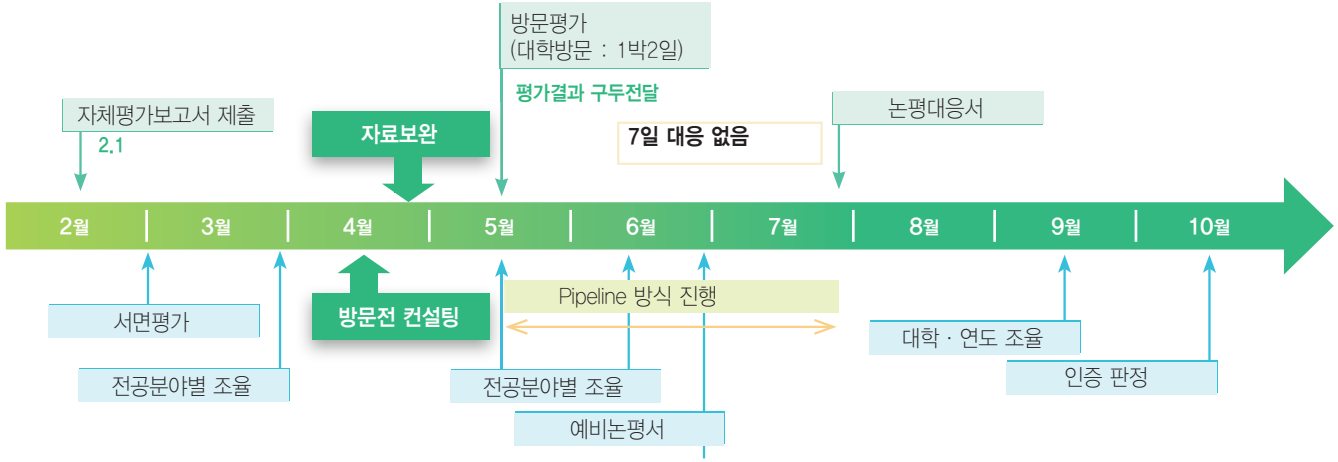 방문평가
(대학방문 : 1박2일)
평가결과 구두전달
자체평가보고서 제출
2.1
자료보완
7일 대응 없음
논평대응서
2월
3월
4월
5월
6월
7월
8월
9월
10월
서면평가
방문전 컨설팅
Pipeline 방식 진행
대학 · 연도 조율
전공분야별 조율
전공분야별 조율
인증 판정
예비논평서